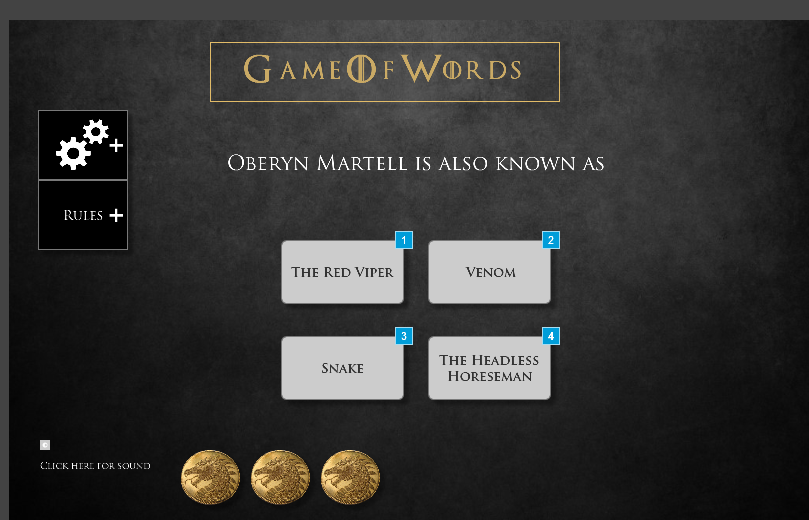 Game Of Words
Rules
Oberyn Martell is also known as
1
The Red Viper
2
Venom
3
Snake
4
The Headless
Horeseman
Click here for sound